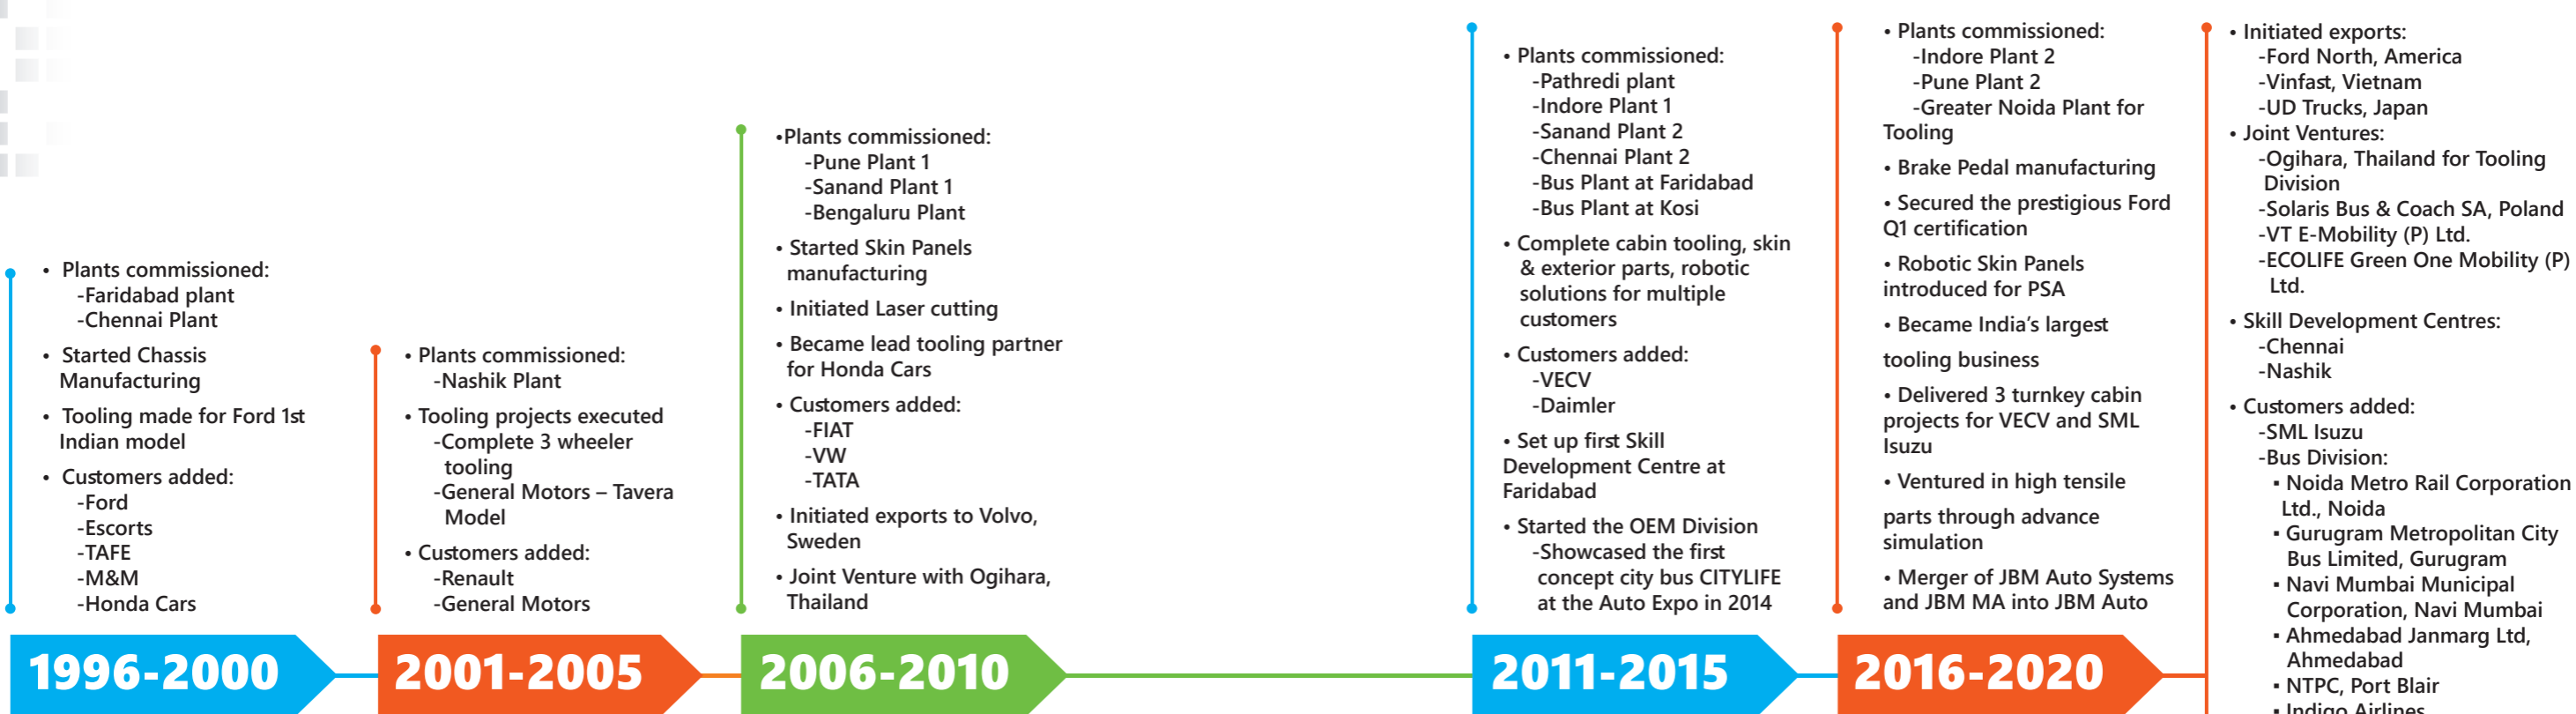 • Plants commissioned:
-Faridabad plant
-Chennai Plant
• Started Chassis
Manufacturing
• Tooling made for Ford 1st
Indian model
• Customers added:
-Ford
-Escorts
-TAFE
-M&M
-Honda Cars
1996-2000
• Plants commissioned:
-Nashik Plant
• Tooling projects executed
-Complete 3 wheeler
tooling
-General Motors – Tavera
Model
• Customers added:
-Renault
-General Motors
2001-2005
•Plants commissioned:
-Pune Plant 1
-Sanand Plant 1
-Bengaluru Plant
• Started Skin Panels
manufacturing
• Initiated Laser cutting
• Became lead tooling partner
for Honda Cars
• Customers added:
-FIAT
-VW
-TATA
• Initiated exports to Volvo,
Sweden
• Joint Venture with Ogihara,
Thailand
2006-2010
• Plants commissioned:
-Pathredi plant
-Indore Plant 1
-Sanand Plant 2
-Chennai Plant 2
-Bus Plant at Faridabad
-Bus Plant at Kosi
• Complete cabin tooling, skin
& exterior parts, robotic
solutions for multiple
customers
• Customers added:
-VECV
-Daimler
• Set up first Skill
Development Centre at
Faridabad
• Started the OEM Division
-Showcased the first
concept city bus CITYLIFE
at the Auto Expo in 2014
2011-2015
• Plants commissioned:
-Indore Plant 2
-Pune Plant 2
-Greater Noida Plant for
Tooling
• Brake Pedal manufacturing
• Secured the prestigious Ford
Q1 certification
• Robotic Skin Panels
introduced for PSA
• Became India’s largest
tooling business
• Delivered 3 turnkey cabin
projects for VECV and SML
Isuzu
• Ventured in high tensile
parts through advance
simulation
• Merger of JBM Auto Systems
and JBM MA into JBM Auto
2016-2020
• Initiated exports:
-Ford North, America
-Vinfast, Vietnam
-UD Trucks, Japan
• Joint Ventures:
-Ogihara, Thailand for Tooling
Division
-Solaris Bus & Coach SA, Poland
-VT E-Mobility (P) Ltd.
-ECOLIFE Green One Mobility (P)
Ltd.
• Skill Development Centres:
-Chennai
-Nashik
• Customers added:
-SML Isuzu
-Bus Division:
▪ Noida Metro Rail Corporation
Ltd., Noida
▪ Gurugram Metropolitan City
Bus Limited, Gurugram
▪ Navi Mumbai Municipal
Corporation, Navi Mumbai
▪ Ahmedabad Janmarg Ltd,
Ahmedabad
▪ NTPC, Port Blair
▪ Indigo Airlines